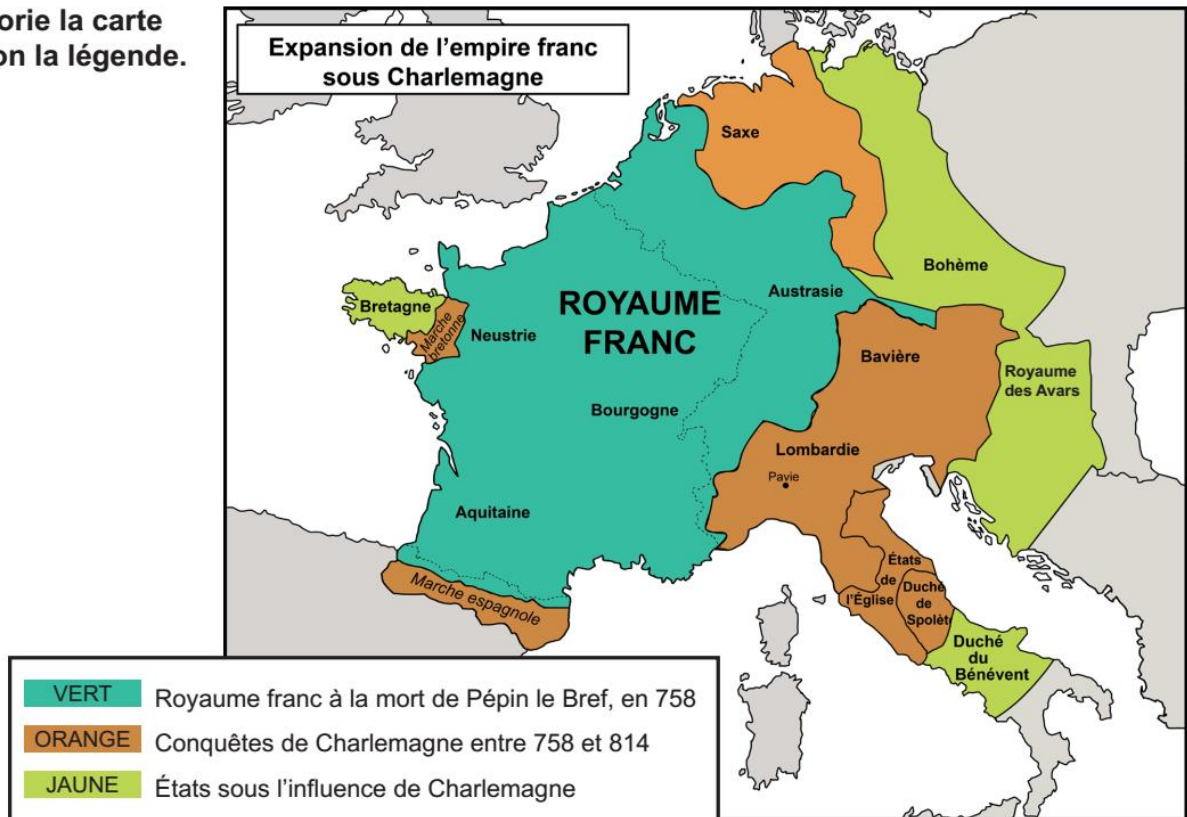 orie la carte
on la légende.
Expansion de l'empire franc
sous Charlemagne
Saxe
Bohème
Austrasie
ROYAUME
FRANC
Bretagne
Marche
bretonne
Neustrie
Bavière
Royaume
des Avars
Bourgogne
Lombardie
Pavie
Aquitaine
États
de
l'Église
Duché
de
Spolèt
Marche espagnole
Duché
du
Bénévent
VERT Royaume franc à la mort de Pépin le Bref, en 758
ORANGE Conquêtes de Charlemagne entre 758 et 814
JAUNE États sous l'influence de Charlemagne